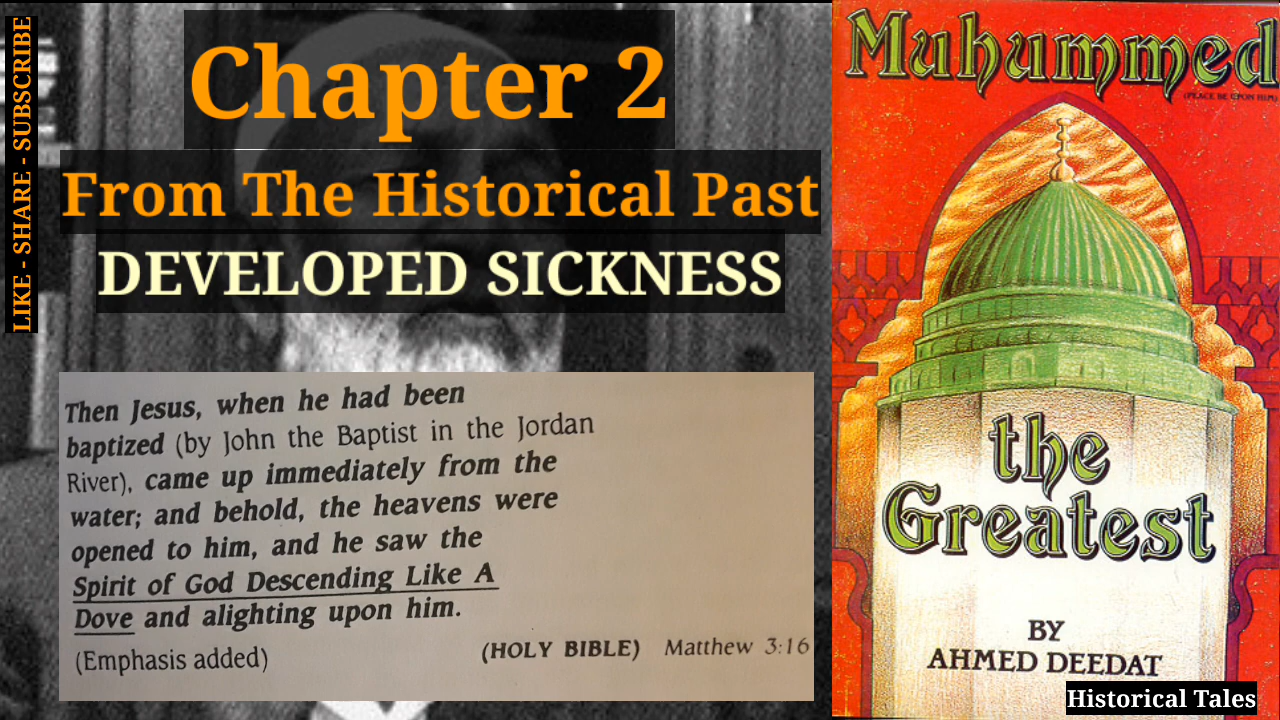 LIKE - SHARE - SUBSCRIBE
Chapter 2
From The Historical Past
DEVELOPED SICKNESS
Then Jesus, when he had been
baptized (by John the Baptist in the Jordan
River), came up immediately from the
water; and behold, the heavens were
opened to him, and he saw the
Spirit of God Descending Like A
Dove and alighting upon him.
(Emphasis added)
(HOLY BIBLE) Matthew 3:16
Muhummed
(PEACE BE UPON HIM)
the
Greatest
BY
AHMED DEEDAT
Historical Tales